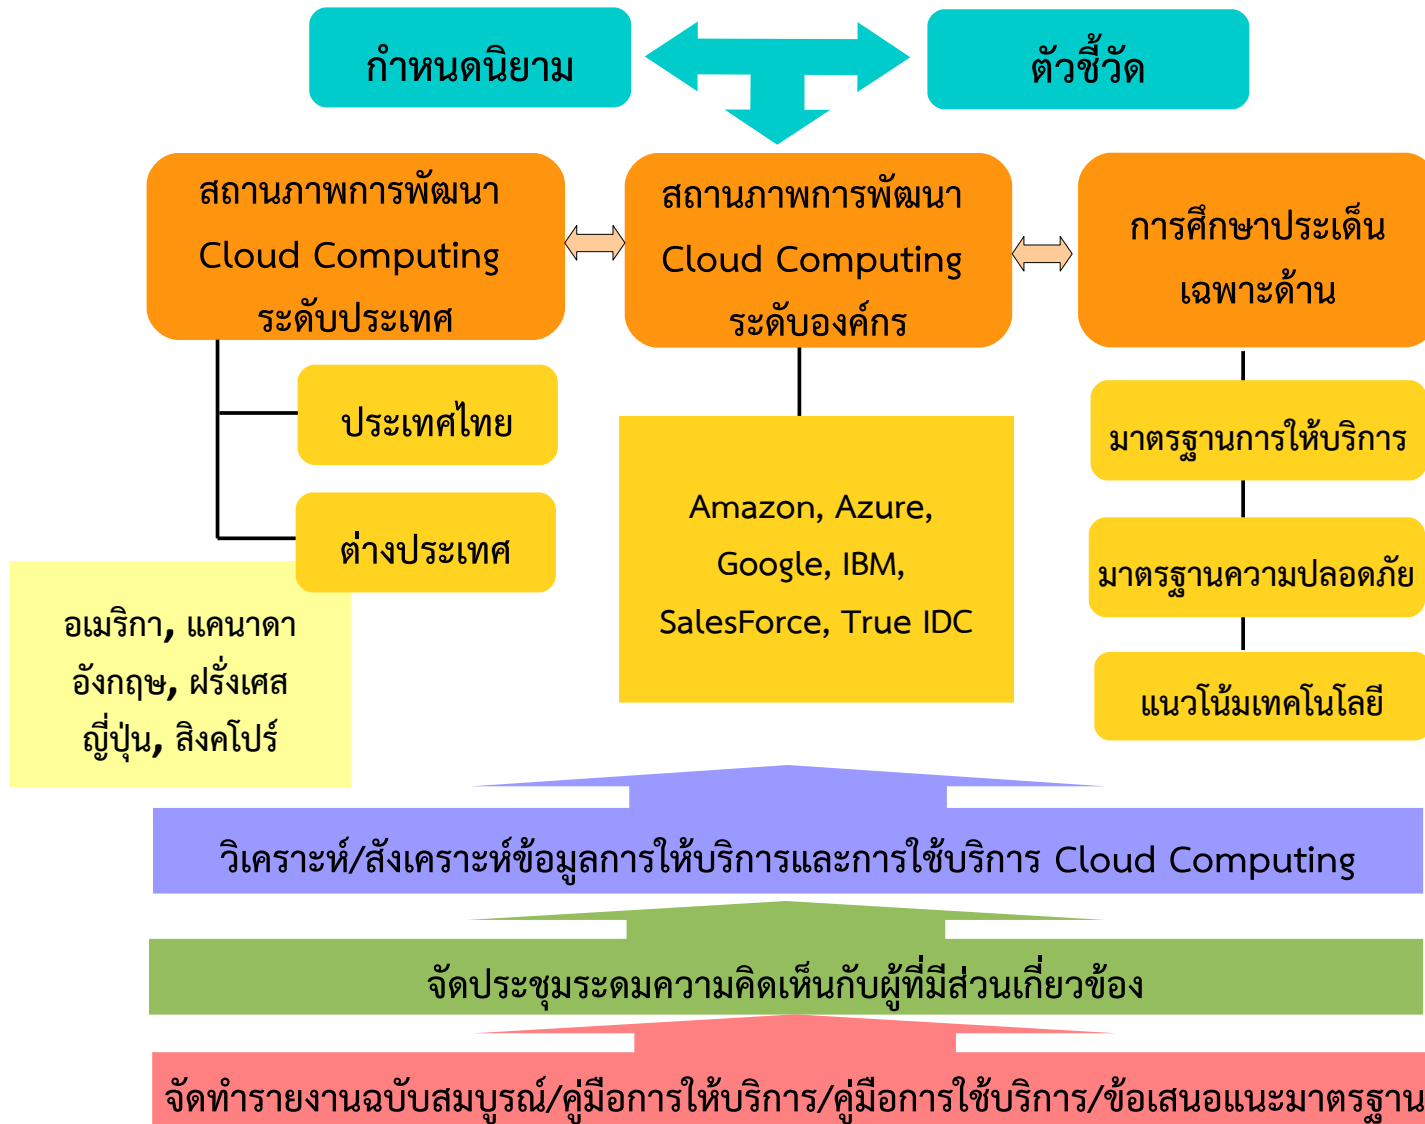 กำหนดนิยาม
ตัวชี้วัด
สถานภาพการพัฒนา
Cloud Computing
ระดับประเทศ
สถานภาพการพัฒนา
Cloud Computing
ระดับองค์กร
การศึกษาประเด็น
เฉพาะด้าน
ประเทศไทย
ต่างประเทศ
อเมริกา, แคนาดา
อังกฤษ, ฝรั่งเศส
ญี่ปุ่น, สิงคโปร์
Amazon, Azure,
Google, IBM,
SalesForce, True IDC
มาตรฐานการให้บริการ
มาตรฐานความปลอดภัย
แนวโน้มเทคโนโลยี
วิเคราะห์/สังเคราะห์ข้อมูลการให้บริการและการใช้บริการ Cloud Computing
จัดประชุมระดมความคิดเห็นกับผู้ที่มีส่วนเกี่ยวข้อง
จัดทำรายงานฉบับสมบูรณ์/คู่มือการให้บริการ/คู่มือการใช้บริการ/ข้อเสนอแนะมาตรฐาน